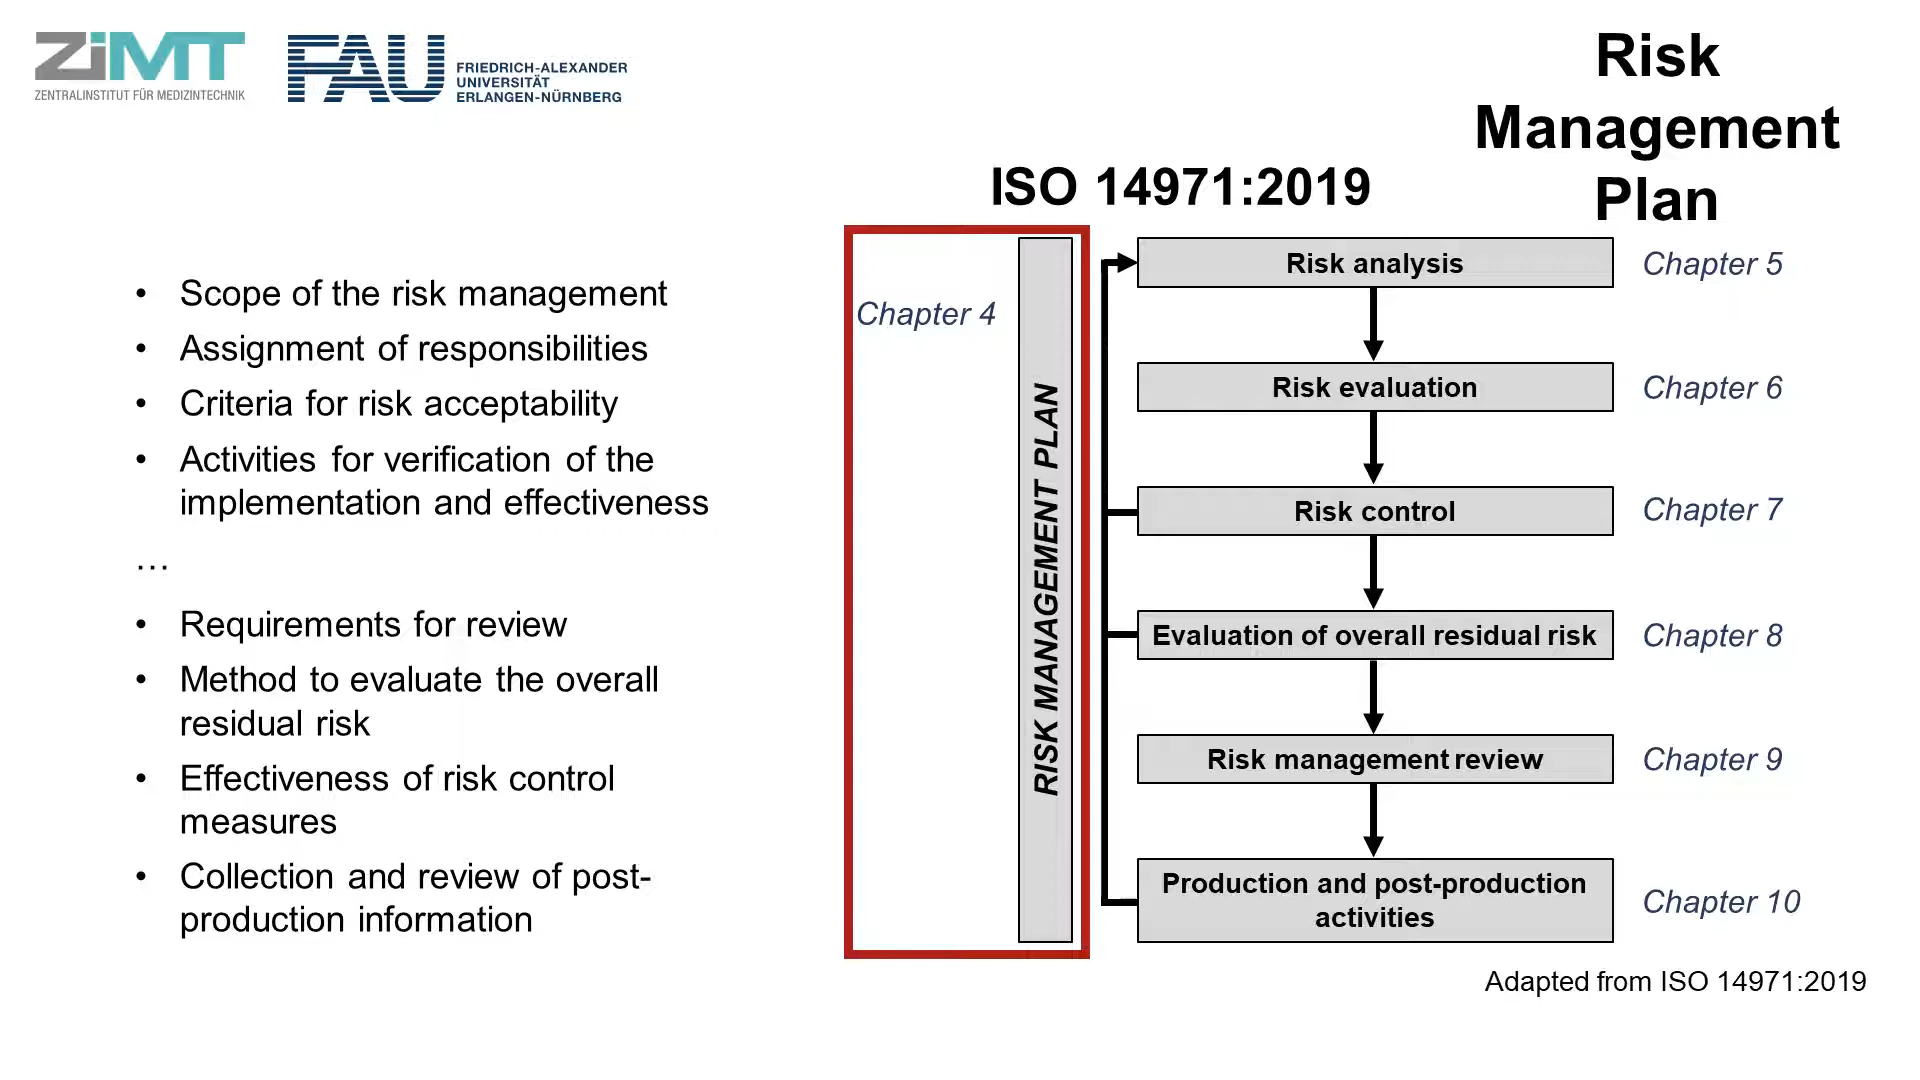 ZiMT
ZENTRALINSTITUT FÜR MEDIZINTECHNIK
FAU
FRIEDRICH-ALEXANDER
UNIVERSITÄT
ERLANGEN-NÜRNBERG
Risk
Management
Plan
ISO 14971:2019
• Scope of the risk management
• Assignment of responsibilities
• Criteria for risk acceptability
• Activities for verification of the
implementation and effectiveness
…
• Requirements for review
• Method to evaluate the overall
residual risk
• Effectiveness of risk control
measures
• Collection and review of post-
production information
Chapter 4
RISK MANAGEMENT PLAN
Risk analysis
Chapter 5
Risk evaluation
Chapter 6
Risk control
Chapter 7
Evaluation of overall residual risk
Chapter 8
Risk management review
Chapter 9
Production and post-production
activities
Chapter 10
Adapted from ISO 14971:2019